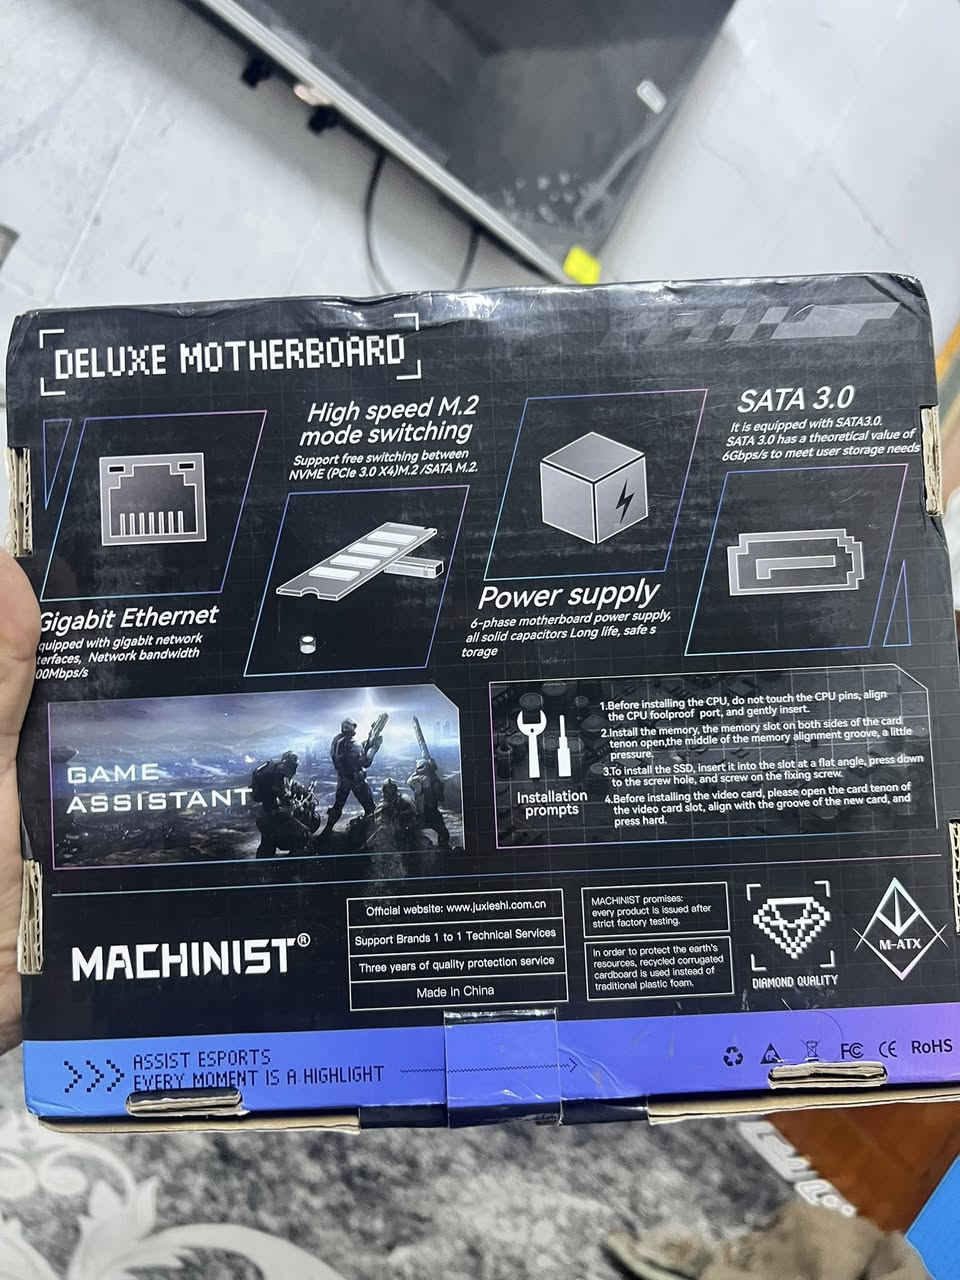 DELUXE MOTHERBOARD
High speed M.2
mode switching
Support free switching between
NVME (PCIe 3.0 X4)M.2 /SATA M.2.
SATA 3.0
It is equipped with SATA3.0.
SATA 3.0 has a theoretical value of
6Gbps/s to meet user storage needs
Gigabit Ethernet
quipped with gigabit network
terfaces, Network bandwidth
00Mbps/s
Power supply
6-phase motherboard power supply,
all solid capacitors Long life, safe s
torage
GAME
ASSISTANT
Installation
prompts
1.Before installing the CPU, do not touch the CPU pins, align
the CPU foolproof port, and gently insert.
2.Install the memory, the memory slot on both sides of the card
tenon open,the middle of the memory alignment groove, a little
pressure.
3.To install the SSD, insert it into the slot at a flat angle, press down
to the screw hole, and screw on the fixing screw.
4.Before installing the video card, please open the card tenon of
the video card slot, align with the groove of the new card, and
press hard.
MACHINIST®
Official website: www.juxieshi.com.cn
Support Brands 1 to 1 Technical Services
Three years of quality protection service
Made in China
MACHINIST promises:
every product is issued after
strict factory testing.
In order to protect the earth's
resources, recycled corrugated
cardboard is used instead of
traditional plastic foam.
DIAMOND QUALITY
M-ATX
>>> ASSIST ESPORTS
EVERY MOMENT IS A HIGHLIGHT
FC CE RoHS